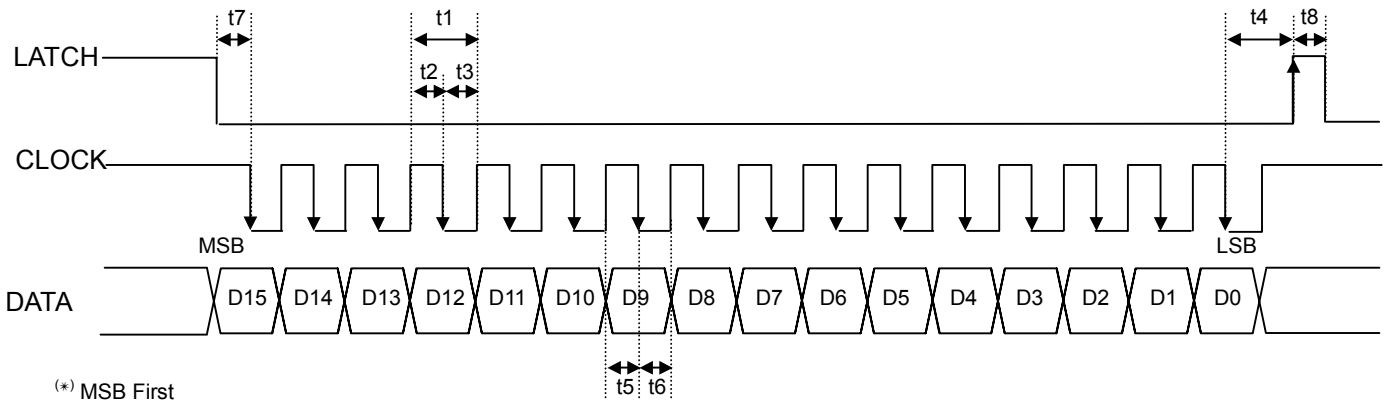 t7 t1 t4 t8
LATCH
t2 t3
CLOCK
MSB LSB
DATA D15 D14 D13 D12 D11 D10 D9 D8 D7 D6 D5 D4 D3 D2 D1 D0
t5 t6
(*) MSB First